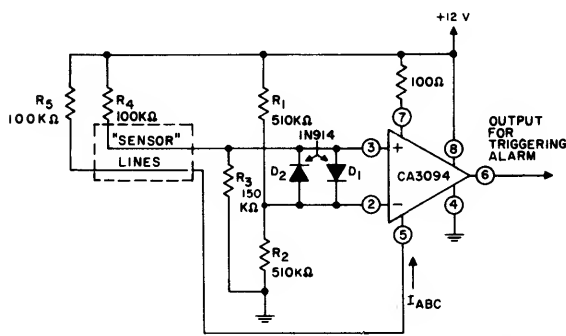 +12 V
R5
100KΩ
R4
100KΩ
"SENSOR"
LINES
R1
510KΩ
1N914
R3
150
KΩ
D2
D1
R2
510KΩ
100Ω
7
3
+
2
−
CA3094
8
6
4
5
IABC
OUTPUT
FOR
TRIGGERING
ALARM